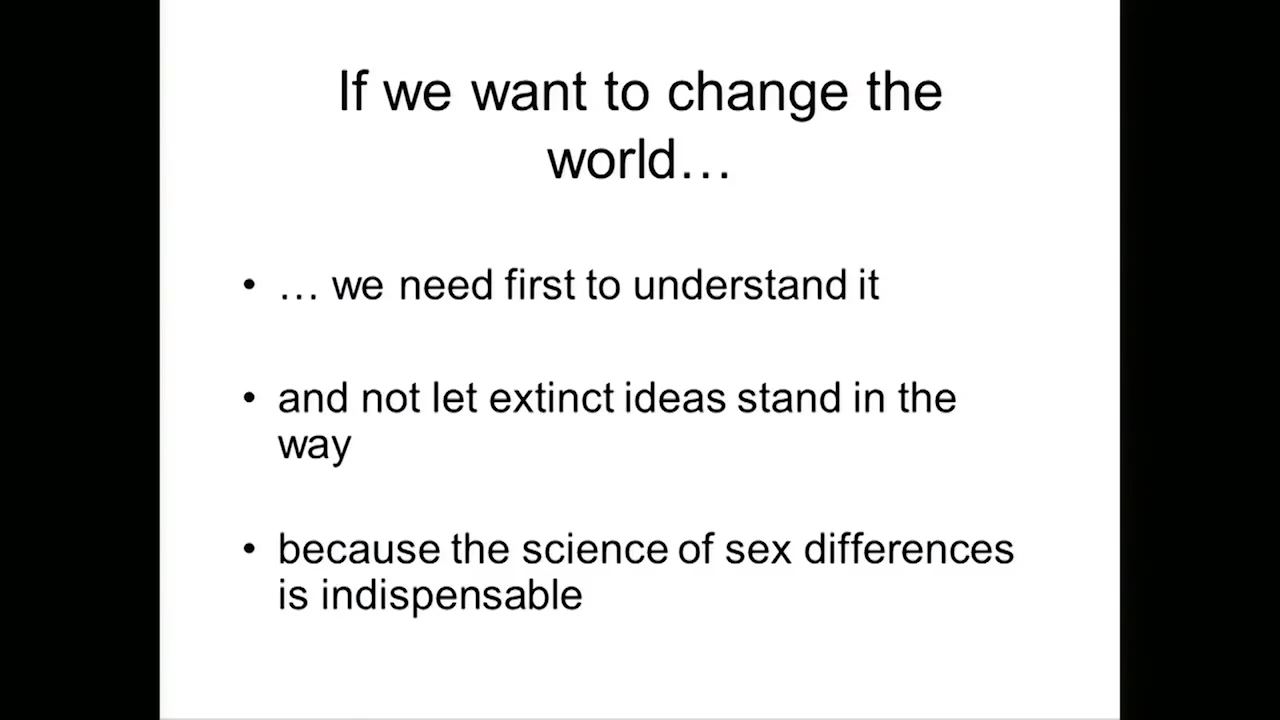 If we want to change the
world…
• … we need first to understand it
• and not let extinct ideas stand in the
way
• because the science of sex differences
is indispensable